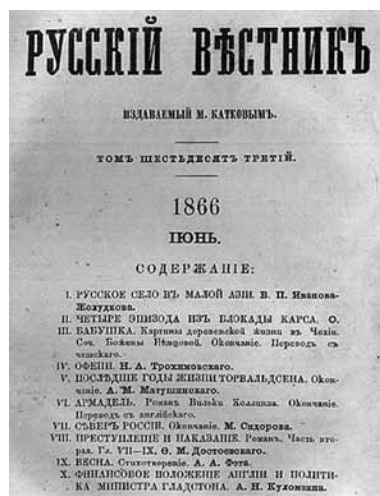 РУССКІЙ ВѢСТНИКЪ
ИЗДАВАЕМЫЙ М. КАТКОВЫМЪ.
ТОМЪ ШЕСТЬДЕСЯТЪ ТРЕТІЙ.
1866
ІЮНЬ.
СОДЕРЖАНІЕ:
I. РУССКОЕ СЕЛО ВЪ МАЛОЙ АЗІИ. В. П. Иванова-
Жолудкова.
II. ЧЕТЫРЕ ЭПИЗОДА ИЗЪ БЛОКАДЫ КАРСА. О.
III. БАБУШКА. Картины деревенской жизни въ Чехіи.
Соч. Божены Нѣмцовой. Окончаніе. Переводъ съ
чешскаго.
IV. ОФЕНИ. Н. А. Трохимовскаго.
V. ПОСЛѢДНІЕ ГОДЫ ЖИЗНИ ТОРВАЛЬДСЕНА. Окон-
чаніе. А. М. Матушинскаго.
VI. АРМАДЕЛЬ. Романъ Вильки Коллинза. Окончаніе.
Переводъ съ англійскаго.
VII. СѢВЕРЪ РОССІИ. Окончаніе. М. Сидорова.
VIII. ПРЕСТУПЛЕНІЕ И НАКАЗАНІЕ. Романъ. Часть вто-
рая. Гл. VII—IX. Ѳ. М. Достоевскаго.
IX. ВЕСНА. Стихотвореніе. А. А. Фета.
X. ФИНАНСОВОЕ ПОЛОЖЕНІЕ АНГЛІИ И ПОЛИТИ-
КА МИНИСТРА ГЛАДСТОНА. А. Н. Куломзина.